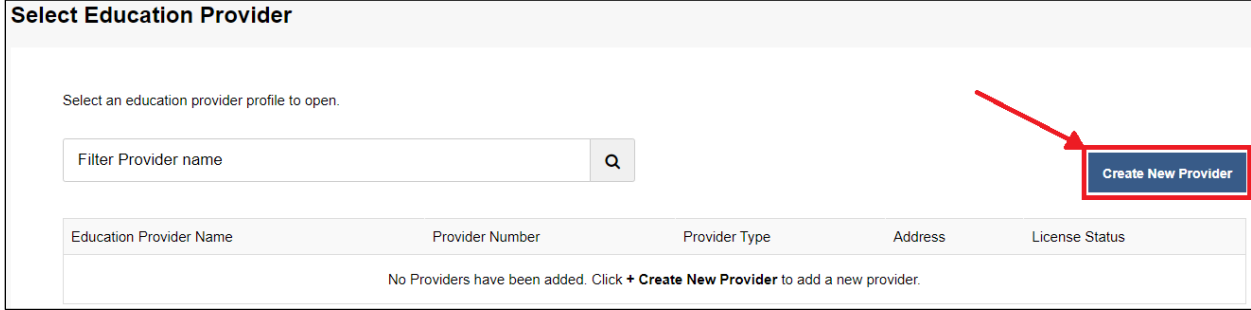 Select Education Provider
Select an education provider profile to open.
Filter Provider name
Create New Provider
Education Provider Name Provider Number Provider Type Address License Status
No Providers have been added. Click + Create New Provider to add a new provider.